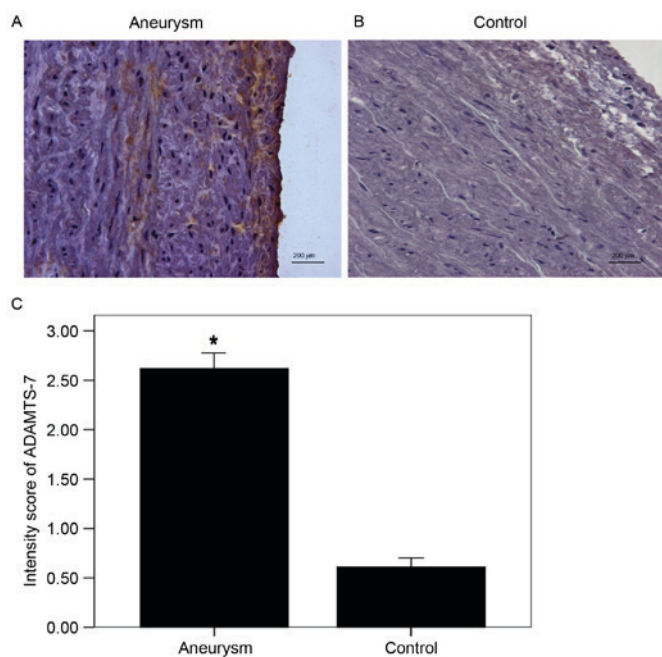 A Aneurysm
B Control
200 μm
200 μm
C
Intensity score of ADAMTS-7
3.00
2.50
2.00
1.50
1.00
0.50
0.00
*
Aneurysm Control